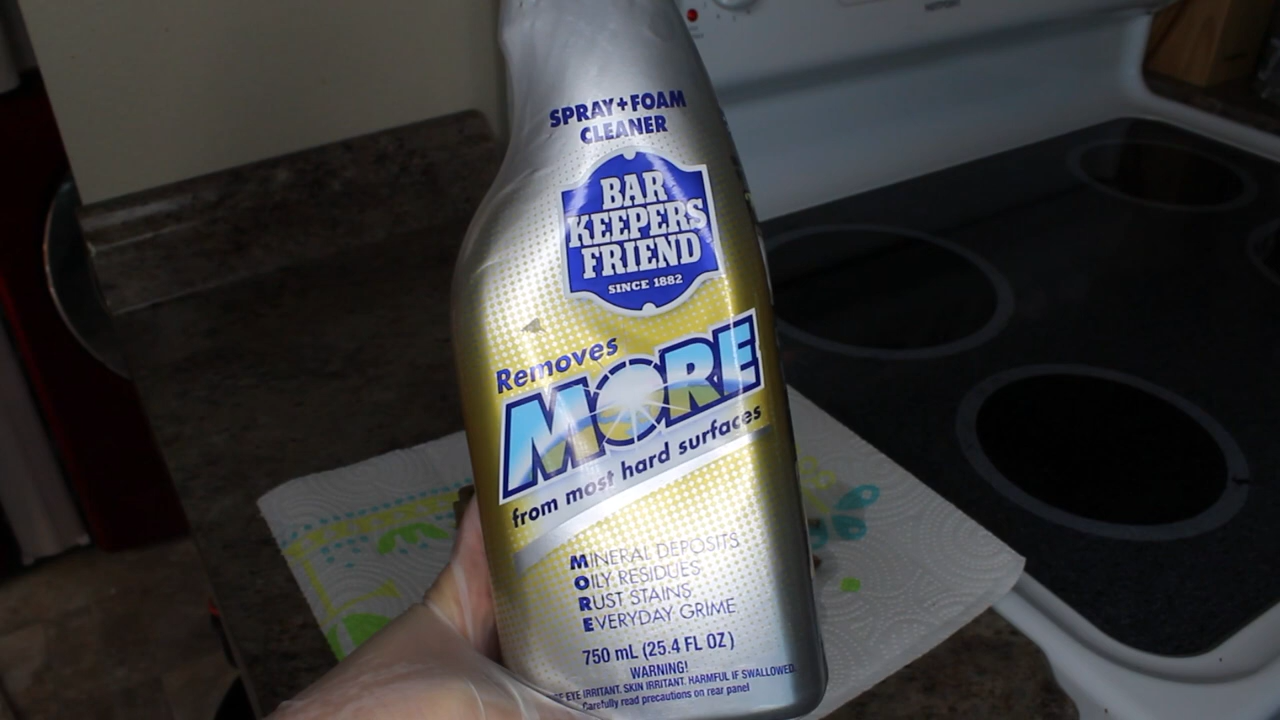 SPRAY+FOAM
CLEANER
BAR
KEEPERS
FRIEND
SINCE 1882
Removes
MORE
from most hard surfaces
MINERAL DEPOSITS
OILY RESIDUES
RUST STAINS
EVERYDAY GRIME
750 mL (25.4 FL OZ)
WARNING!
EYE IRRITANT. SKIN IRRITANT. HARMFUL IF SWALLOWED.
Carefully read precautions on rear panel